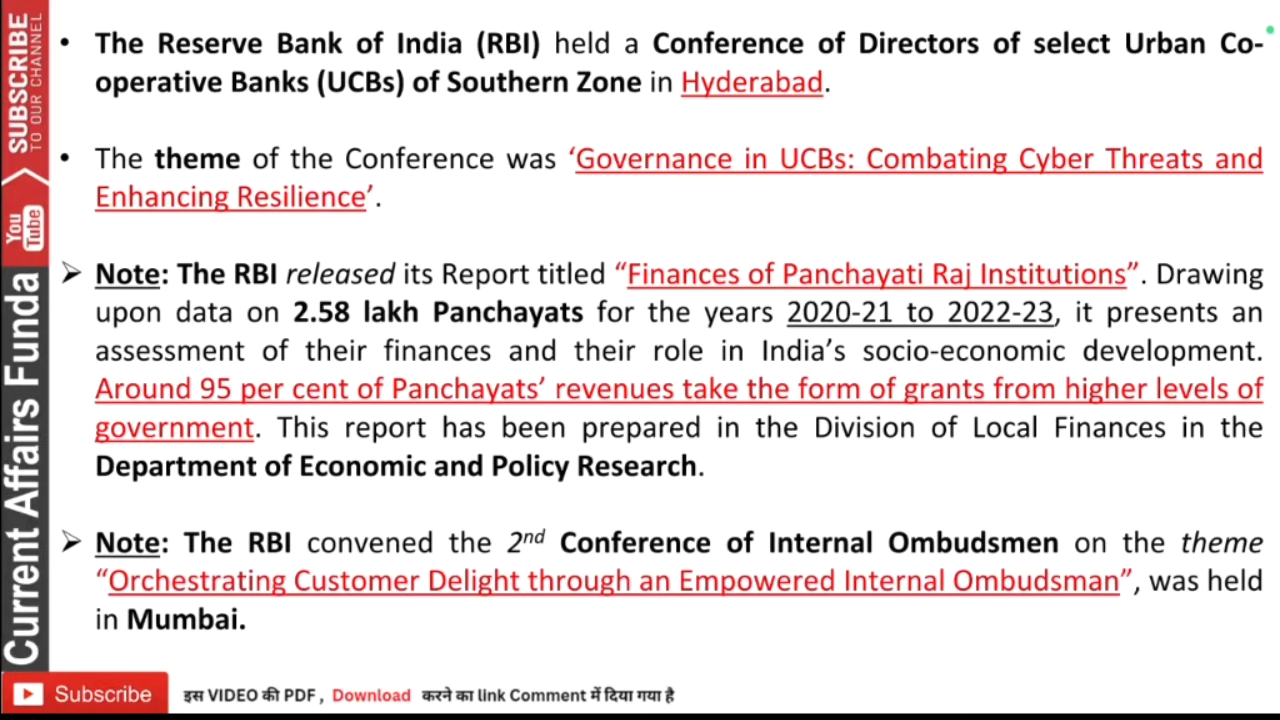 • The Reserve Bank of India (RBI) held a Conference of Directors of select Urban Co-
operative Banks (UCBs) of Southern Zone in Hyderabad.
• The theme of the Conference was ‘Governance in UCBs: Combating Cyber Threats and
Enhancing Resilience’.
➢ Note: The RBI released its Report titled “Finances of Panchayati Raj Institutions”. Drawing
upon data on 2.58 lakh Panchayats for the years 2020-21 to 2022-23, it presents an
assessment of their finances and their role in India’s socio-economic development.
Around 95 per cent of Panchayats’ revenues take the form of grants from higher levels of
government. This report has been prepared in the Division of Local Finances in the
Department of Economic and Policy Research.
➢ Note: The RBI convened the 2nd Conference of Internal Ombudsmen on the theme
“Orchestrating Customer Delight through an Empowered Internal Ombudsman”, was held
in Mumbai.
SUBSCRIBE
TO OUR CHANNEL
You
Tube
Current Affairs Funda
Subscribe
इस VIDEO की PDF , Download करने का link Comment में दिया गया है